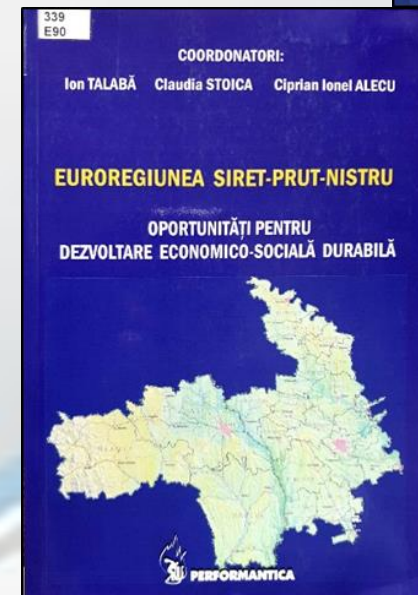 339
E90
COORDONATORI:
Ion TALABĂ Claudia STOICA Ciprian Ionel ALECU
EUROREGIUNEA SIRET-PRUT-NISTRU
OPORTUNITĂȚI PENTRU
DEZVOLTARE ECONOMICO-SOCIALĂ DURABILĂ
PERFORMANTICA